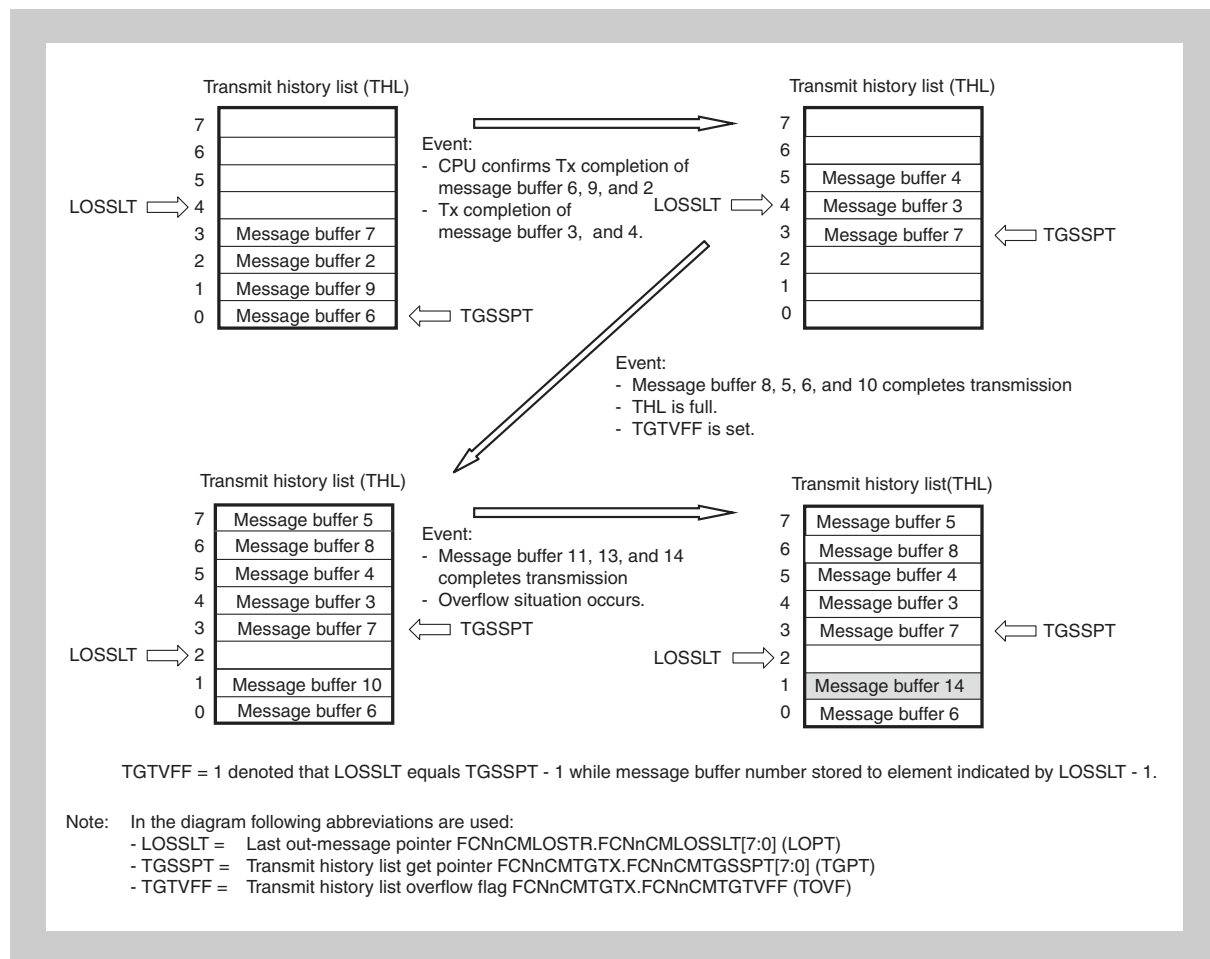 Transmit history list (THL)
7
6
5
LOSSLT 4
3 Message buffer 7
2 Message buffer 2
1 Message buffer 9
0 Message buffer 6 TGSSPT
Event:
- CPU confirms Tx completion of
message buffer 6, 9, and 2
- Tx completion of
message buffer 3, and 4.
Transmit history list (THL)
7
6
5 Message buffer 4
LOSSLT 4 Message buffer 3
3 Message buffer 7 TGSSPT
2
1
0
Event:
- Message buffer 8, 5, 6, and 10 completes transmission
- THL is full.
- TGTVFF is set.
Transmit history list (THL)
7 Message buffer 5
6 Message buffer 8
5 Message buffer 4
4 Message buffer 3
3 Message buffer 7 TGSSPT
LOSSLT 2
1 Message buffer 10
0 Message buffer 6
Event:
- Message buffer 11, 13, and 14
completes transmission
- Overflow situation occurs.
Transmit history list(THL)
7 Message buffer 5
6 Message buffer 8
5 Message buffer 4
4 Message buffer 3
3 Message buffer 7 TGSSPT
LOSSLT 2
1 Message buffer 14
0 Message buffer 6
TGTVFF = 1 denoted that LOSSLT equals TGSSPT - 1 while message buffer number stored to element indicated by LOSSLT - 1.
Note: In the diagram following abbreviations are used:
- LOSSLT = Last out-message pointer FCNnCMLOSTR.FCNnCMLOSSLT[7:0] (LOPT)
- TGSSPT = Transmit history list get pointer FCNnCMTGTX.FCNnCMTGSSPT[7:0] (TGPT)
- TGTVFF = Transmit history list overflow flag FCNnCMTGTX.FCNnCMTGTVFF (TOVF)